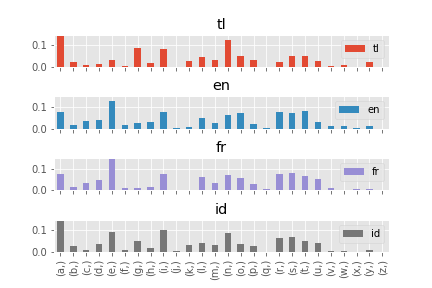 tl
0.1
tl
0.0
en
0.1
en
0.0
fr
0.1
fr
0.0
id
0.1
id
0.0
(a,) (b,) (c,) (d,) (e,) (f,) (g,) (h,) (i,) (j,) (k,) (l,) (m,) (n,) (o,) (p,) (q,) (r,) (s,) (t,) (u,) (v,) (w,) (x,) (y,) (z,)